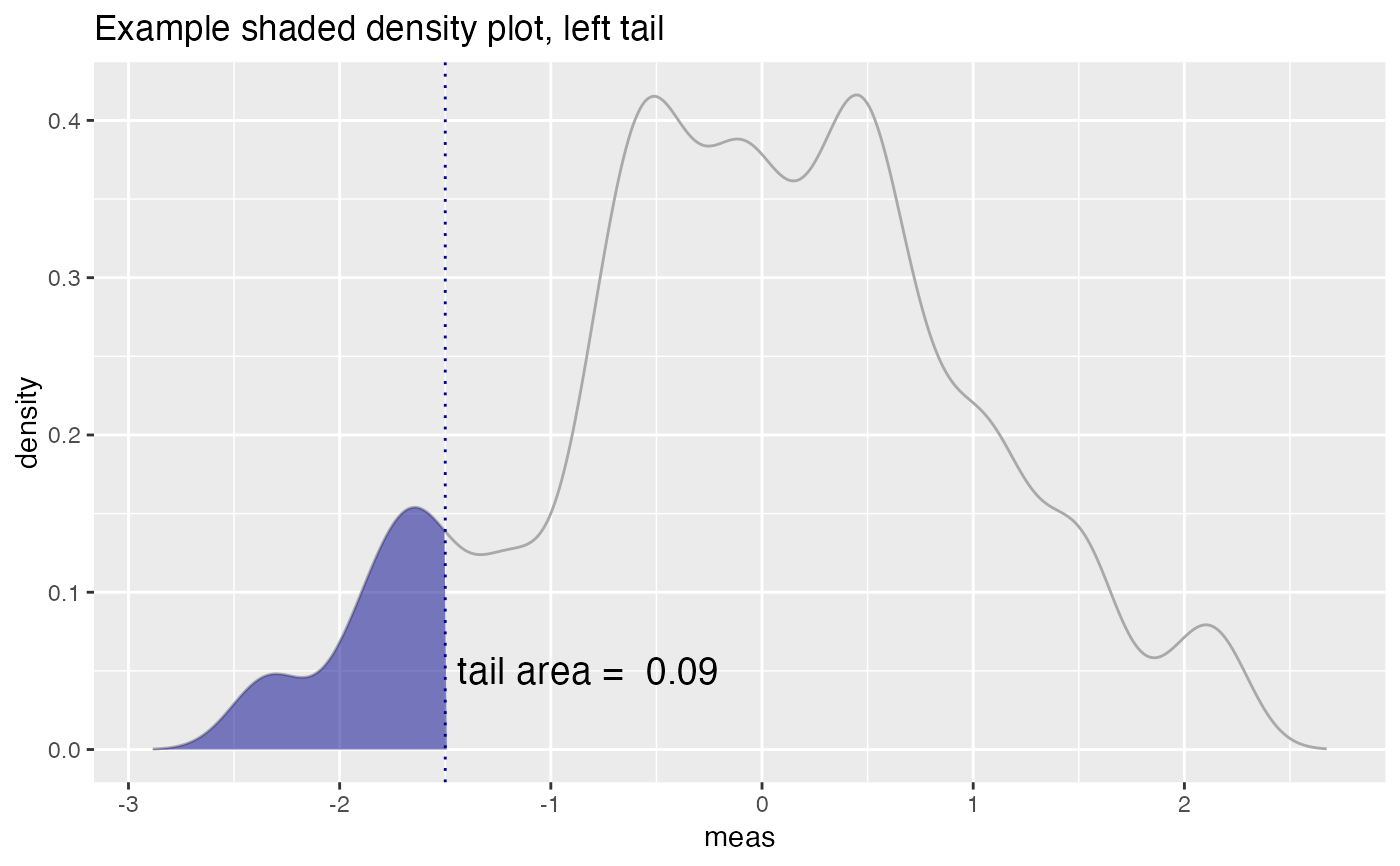 Example shaded density plot, left tail
0.4
0.3
density
0.2
0.1
tail area =  0.09
0.0
-3 -2 -1 0 1 2
meas